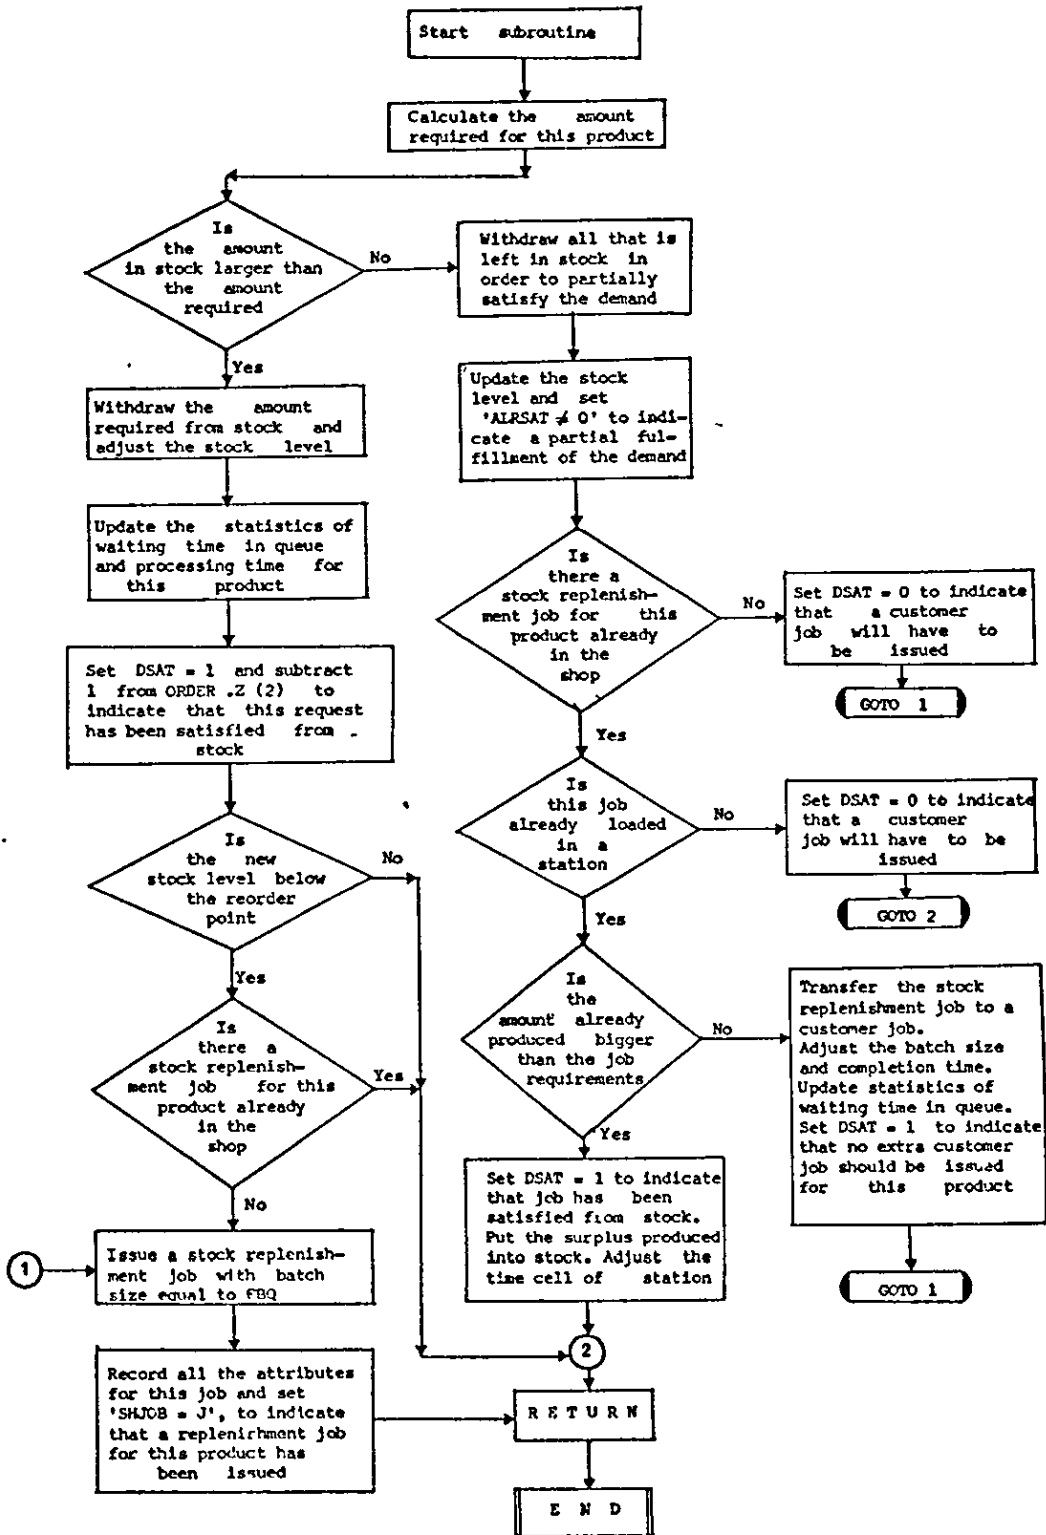 Start subroutine
Calculate the amount
required for this product
Is
the amount
in stock larger than
the amount
required
No
Yes
Withdraw all that is
left in stock in
order to partially
satisfy the demand
Withdraw the amount
required from stock and
adjust the stock level
Update the stock
level and set
'ALRSAT ≠ 0' to indi-
cate a partial ful-
fillment of the demand
Update the statistics of
waiting time in queue
and processing time for
this product
Is
there a
stock replenish-
ment job for this
product already
in the
shop
No
Yes
Set DSAT = 0 to indicate
that a customer
job will have to
be issued
GOTO 1
Set DSAT = 1 and subtract
1 from ORDER .Z (2) to
indicate that this request
has been satisfied from
stock
Is
this job
already loaded
in a
station
No
Yes
Set DSAT = 0 to indicate
that a customer
job will have to be
issued
GOTO 2
Is
the new
stock level below
the reorder
point
No
Yes
Is
the
amount already
produced bigger
than the job
requirements
No
Yes
Transfer the stock
replenishment job to a
customer job.
Adjust the batch size
and completion time.
Update statistics of
waiting time in queue.
Set DSAT = 1 to indicate
that no extra customer
job should be issued
for this product
GOTO 1
Is
there a
stock replenish-
ment job for this
product already
in the
shop
Yes
No
Set DSAT = 1 to indicate
that job has been
satisfied from stock.
Put the surplus produced
into stock. Adjust the
time cell of station
1
Issue a stock replenish-
ment job with batch
size equal to EBQ
2
Record all the attributes
for this job and set
'SHJOB = J', to indicate
that a replenirhment job
for this product has
been issued
RETURN
END